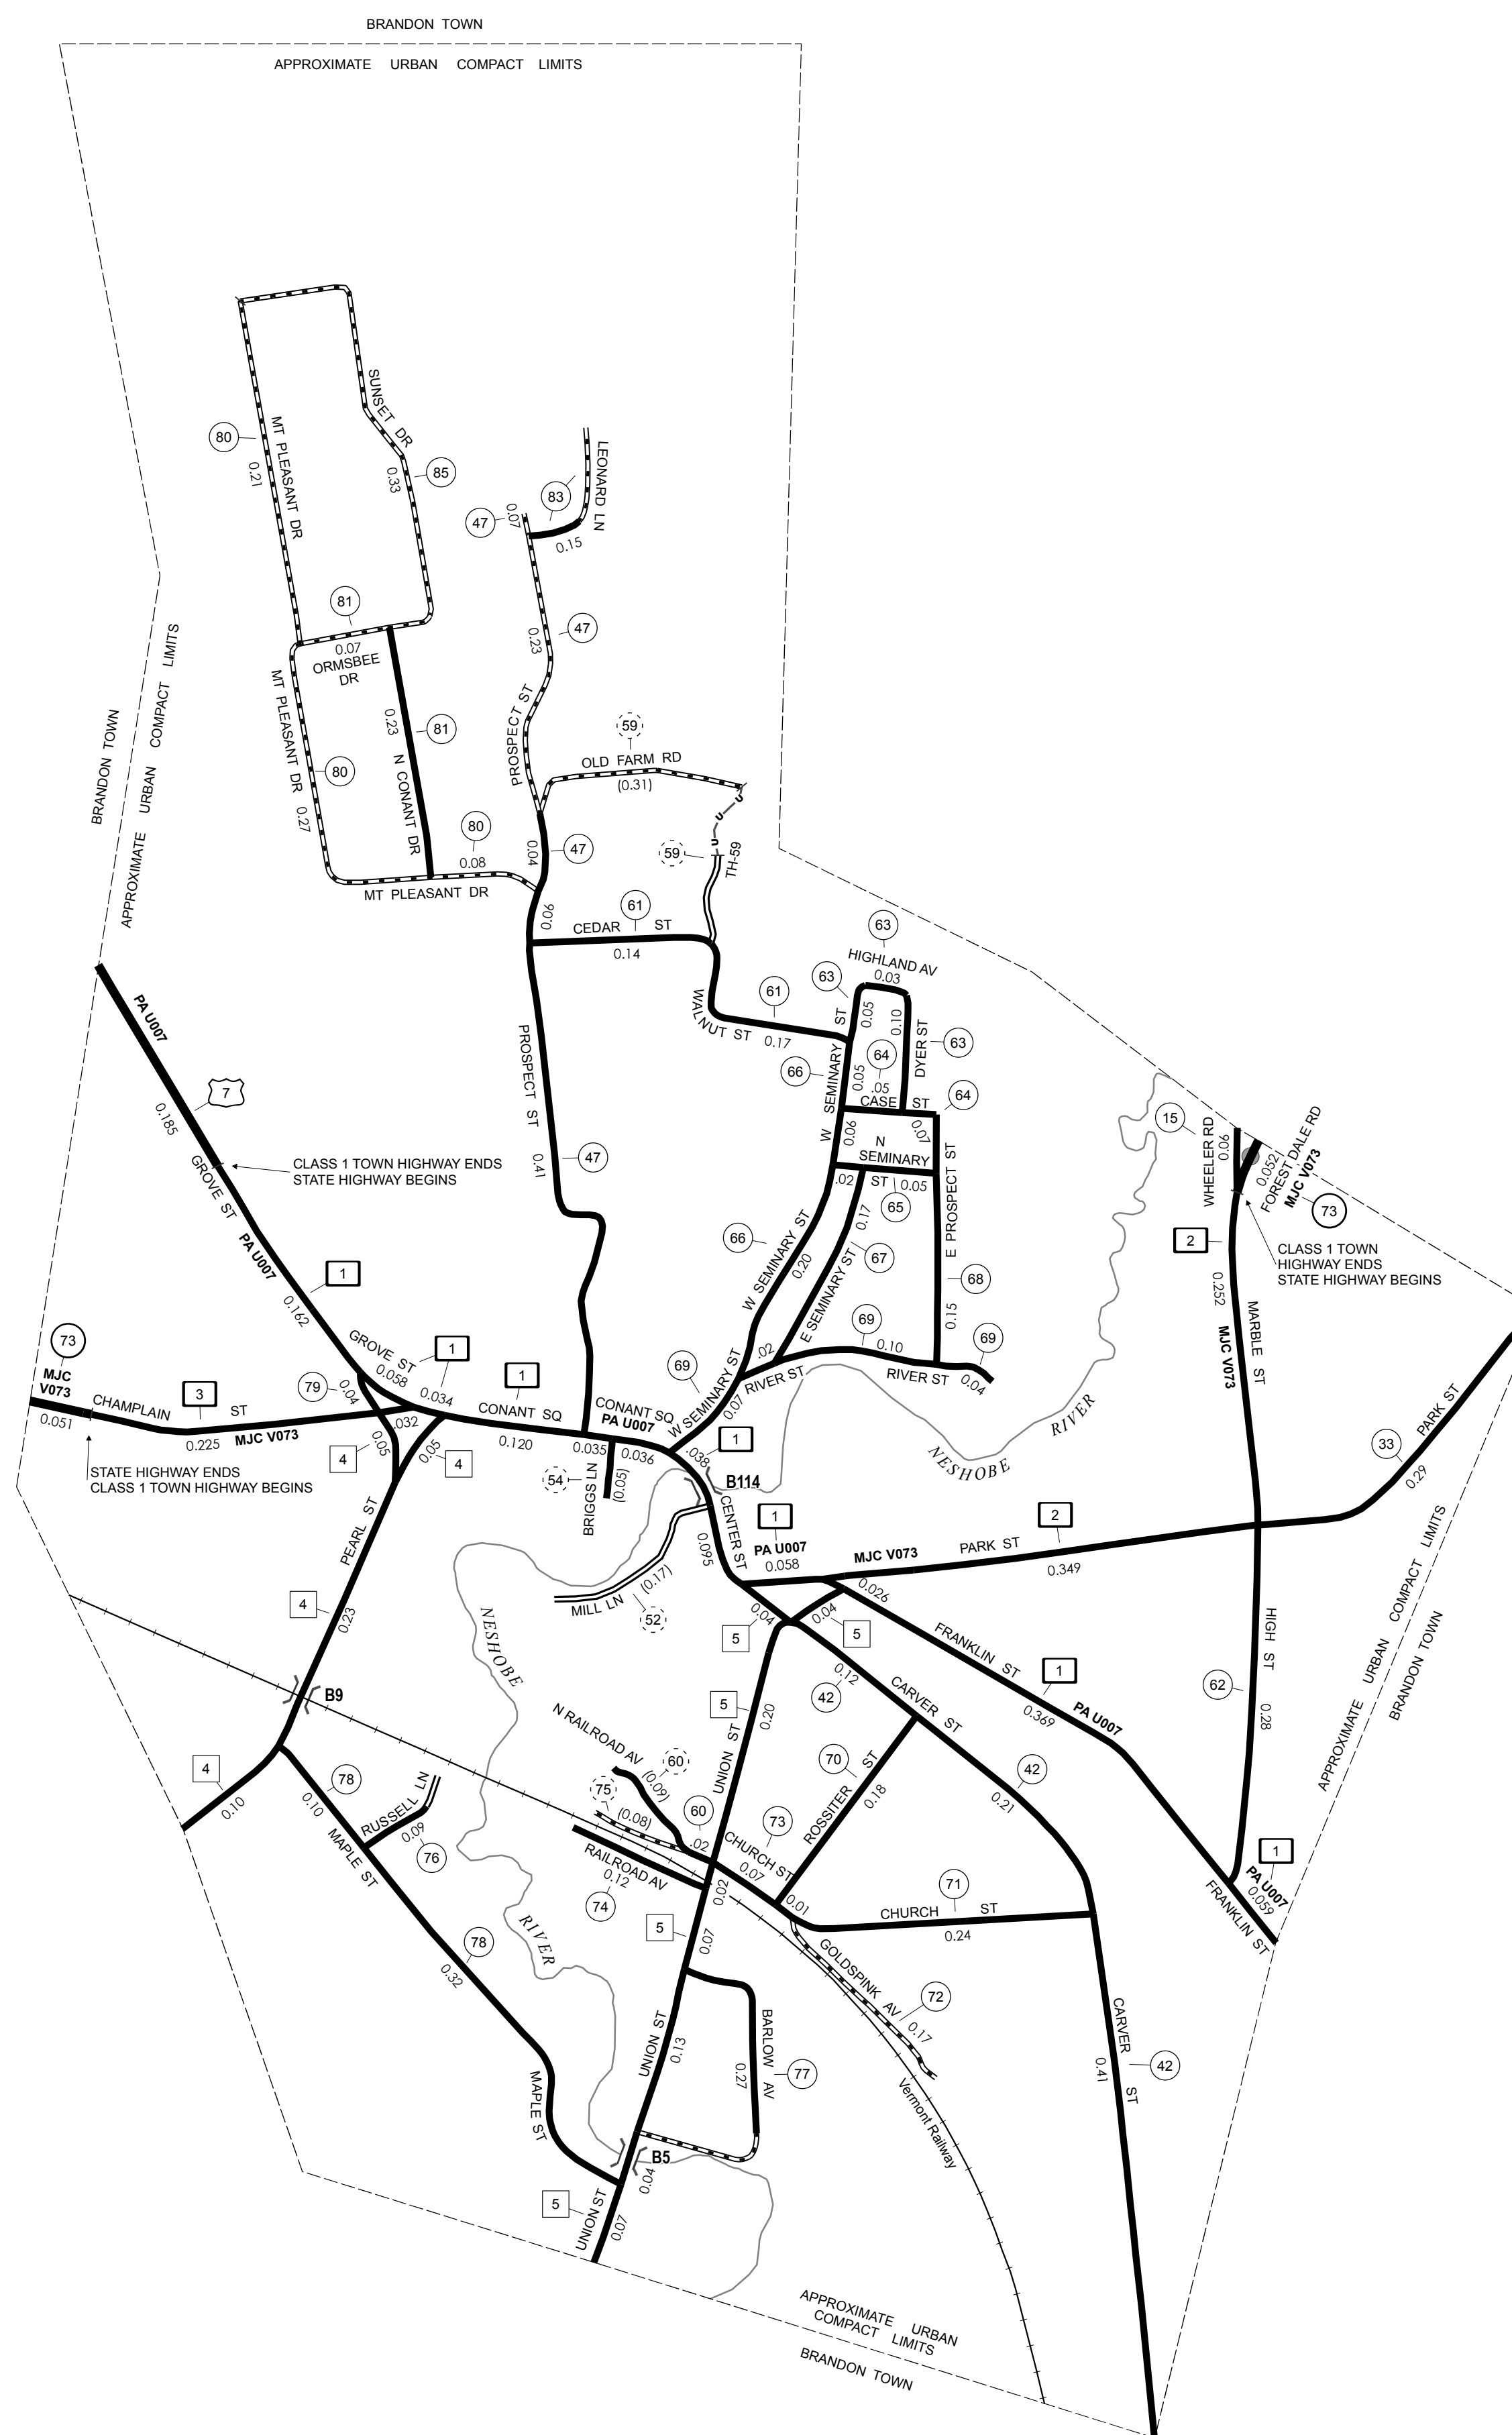 BRANDON TOWN
APPROXIMATE URBAN COMPACT LIMITS
SUNSET DR
80
MT PLEASANT DR
0.21
0.33
85
LEONARD LN
83
47
0.07
0.15
81
0.07
ORMSBEE
DR
0.23
47
PROSPECT ST
BRANDON TOWN
APPROXIMATE URBAN COMPACT LIMITS
MT PLEASANT DR
0.27
80
0.23
81
N CONANT DR
59
OLD FARM RD
(0.31)
80
0.08
0.04
47
59
TH-59
MT PLEASANT DR
0.06
61
CEDAR ST
0.14
63
HIGHLAND AV
0.03
63
0.05
0.10
WALNUT ST
61
0.17
W SEMINARY ST
66
0.05
64
.05
CASE ST
DYER ST
63
64
PA U007
7
0.185
PROSPECT ST
47
0.41
0.06
0.07
N
SEMINARY
ST
.02
0.05
65
E PROSPECT ST
15
WHEELER RD
0.06
0.052
FOREST DALE RD
MJC V073
73
CLASS 1 TOWN HIGHWAY ENDS
STATE HIGHWAY BEGINS
GROVE ST
PA U007
66
W SEMINARY ST
0.20
0.17
67
E SEMINARY ST
68
0.15
2
0.252
CLASS 1 TOWN
HIGHWAY ENDS
STATE HIGHWAY BEGINS
1
0.162
MARBLE ST
MJC V073
73
MJC
V073
0.051
CHAMPLAIN ST
3
0.225
MJC V073
GROVE ST
0.058
1
0.034
79
0.04
.032
1
CONANT SQ
0.120
CONANT SQ
PA U007
69
W SEMINARY ST
0.07
.02
RIVER ST
69
0.10
RIVER ST
69
0.04
NESHOBE RIVER
PARK ST
33
0.29
STATE HIGHWAY ENDS
CLASS 1 TOWN HIGHWAY BEGINS
4
0.05
0.05
4
0.035
0.036
.038
1
B114
54
BRIGGS LN
(0.05)
PEARL ST
CENTER ST
0.095
1
PA U007
0.058
MJC V073
PARK ST
2
0.349
4
0.23
MILL LN
(0.17)
52
0.04
5
0.04
5
0.026
FRANKLIN ST
1
0.369
PA U007
HIGH ST
62
0.28
APPROXIMATE URBAN COMPACT LIMITS
BRANDON TOWN
NESHOBE
B9
5
0.20
UNION ST
0.12
42
CARVER ST
42
0.21
4
0.10
78
0.10
RUSSELL LN
0.09
76
MAPLE ST
N RAILROAD AV
60
(0.09)
75
(0.08)
60
.02
70
ROSSITER ST
0.18
73
CHURCH ST
0.07
RAILROAD AV
0.12
74
0.02
0.01
71
CHURCH ST
0.24
1
PA U007
0.059
FRANKLIN ST
78
0.32
RIVER
5
0.07
GOLDSPINK AV
72
0.17
UNION ST
0.13
BARLOW AV
0.27
77
CARVER ST
42
0.41
MAPLE ST
Vermont Railway
B5
0.04
5
UNION ST
0.07
APPROXIMATE URBAN
COMPACT LIMITS
BRANDON TOWN